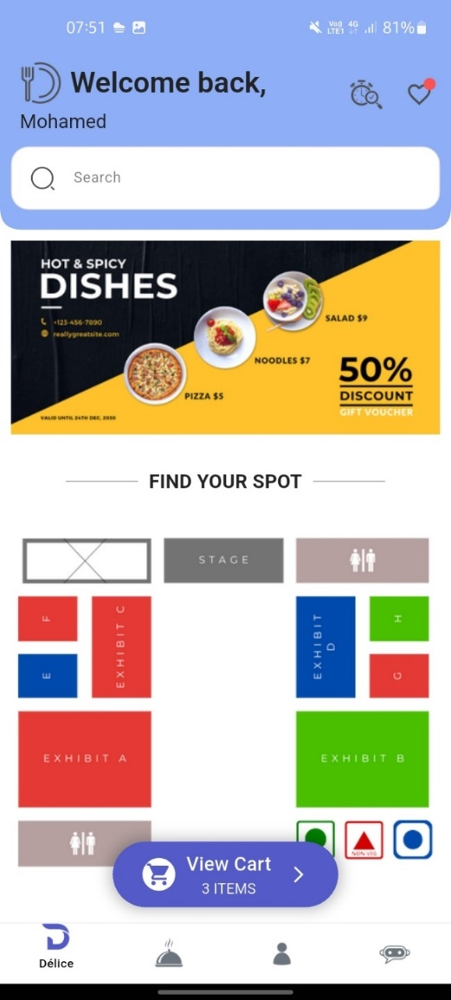 07:51
Vo)) 4G
LTE1
81%
Welcome back,
Mohamed
Search
HOT & SPICY
DISHES
+123-456-7890
reallygreatsite.com
SALAD $9
NOODLES $7
PIZZA $5
50%
DISCOUNT
GIFT VOUCHER
VALID UNTIL 24TH DEC. 2030
FIND YOUR SPOT
STAGE
F
EXHIBIT C
EXHIBIT
D
H
E
G
EXHIBIT A
EXHIBIT B
NON-VEG
View Cart
3 ITEMS
Délice